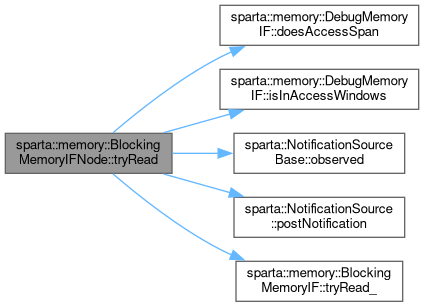 sparta::memory::Blocking
MemoryIFNode::tryRead
sparta::memory::DebugMemory
IF::doesAccessSpan
sparta::memory::DebugMemory
IF::isInAccessWindows
sparta::NotificationSource
Base::observed
sparta::NotificationSource
::postNotification
sparta::memory::Blocking
MemoryIF::tryRead_